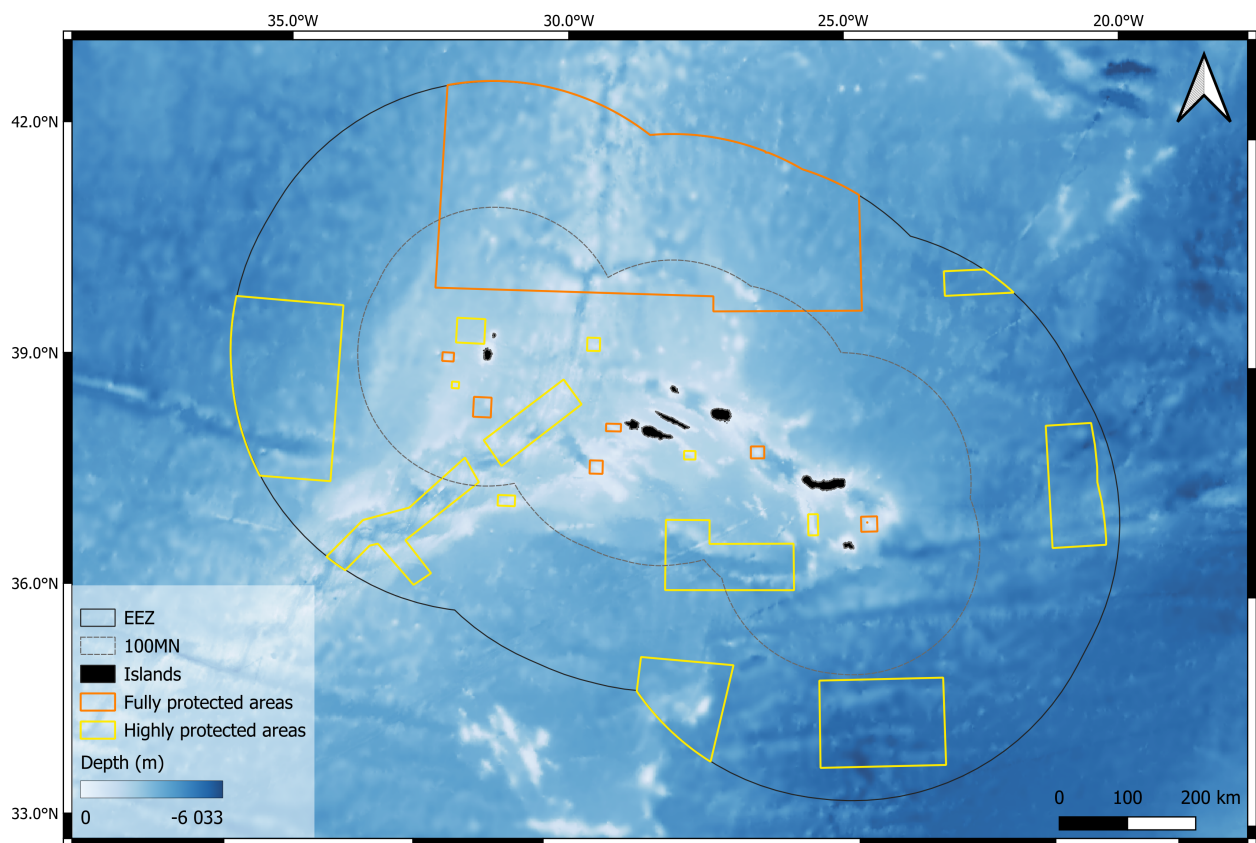 35.0°W 30.0°W 25.0°W 20.0°W
42.0°N
39.0°N
36.0°N
33.0°N
EEZ
100MN
Islands
Fully protected areas
Highly protected areas
Depth (m)
0 -6 033
0 100 200 km